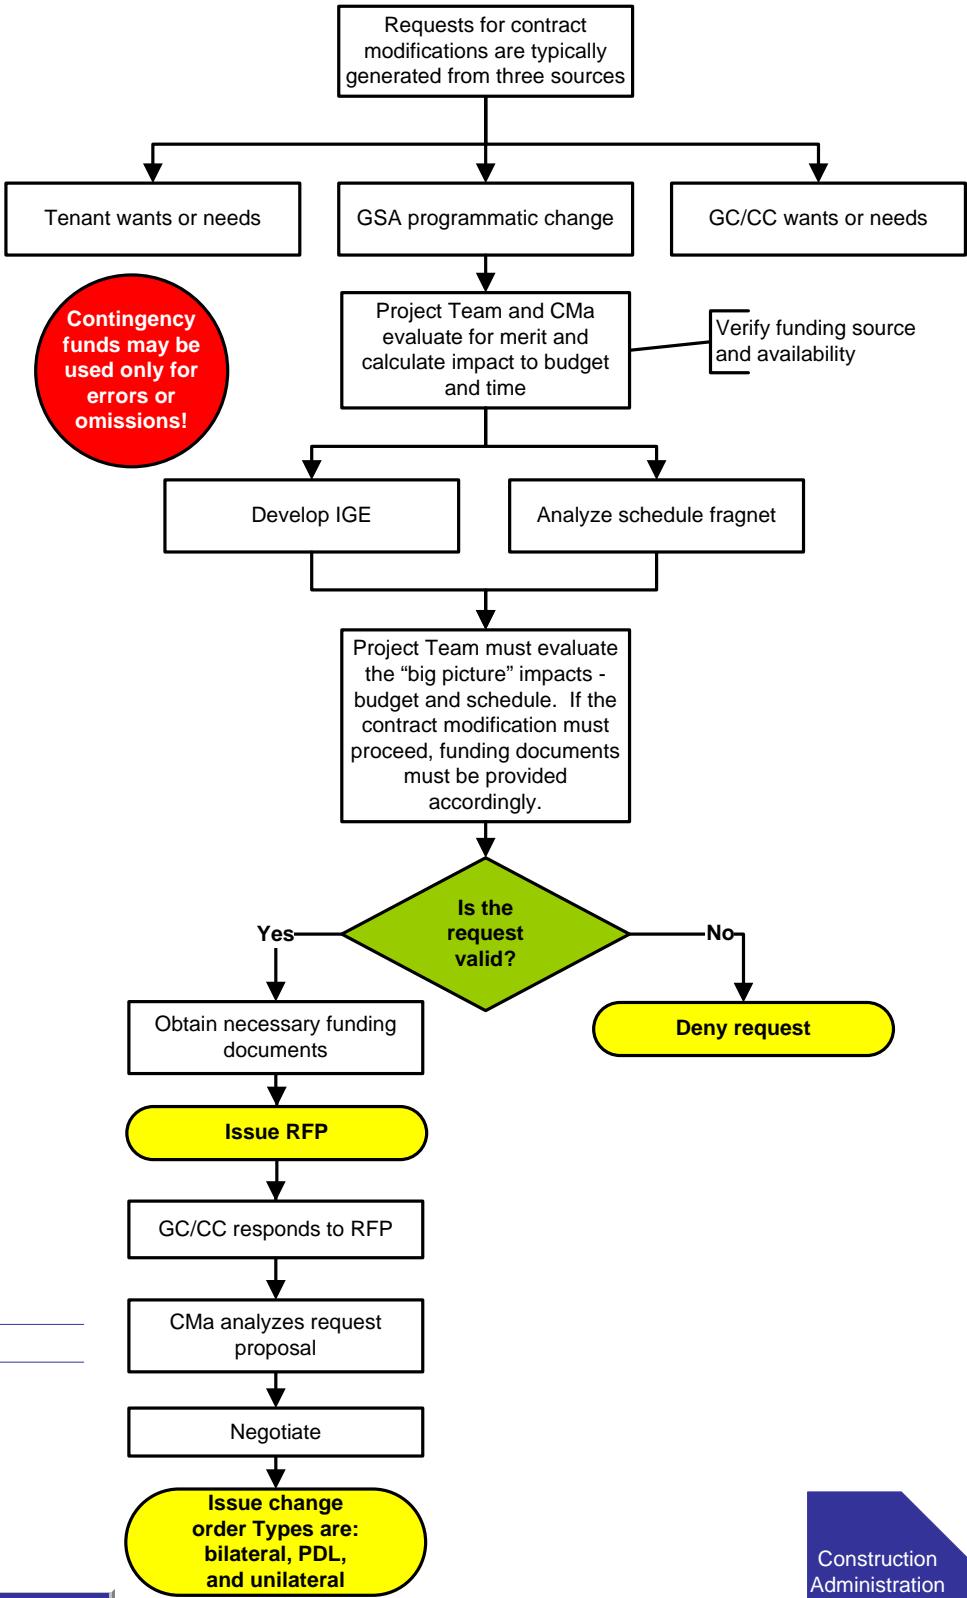 Requests for contract
modifications are typically
generated from three sources
Tenant wants or needs
GSA programmatic change
GC/CC wants or needs
Contingency
funds may be
used only for
errors or
omissions!
Project Team and CMa
evaluate for merit and
calculate impact to budget
and time
Verify funding source
and availability
Develop IGE
Analyze schedule fragnet
Project Team must evaluate
the “big picture” impacts -
budget and schedule.  If the
contract modification must
proceed, funding documents
must be provided
accordingly.
Is the
request
valid?
Yes
No
Obtain necessary funding
documents
Deny request
Issue RFP
GC/CC responds to RFP
CMa analyzes request
proposal
Negotiate
Issue change
order Types are:
bilateral, PDL,
and unilateral
Construction
Administration